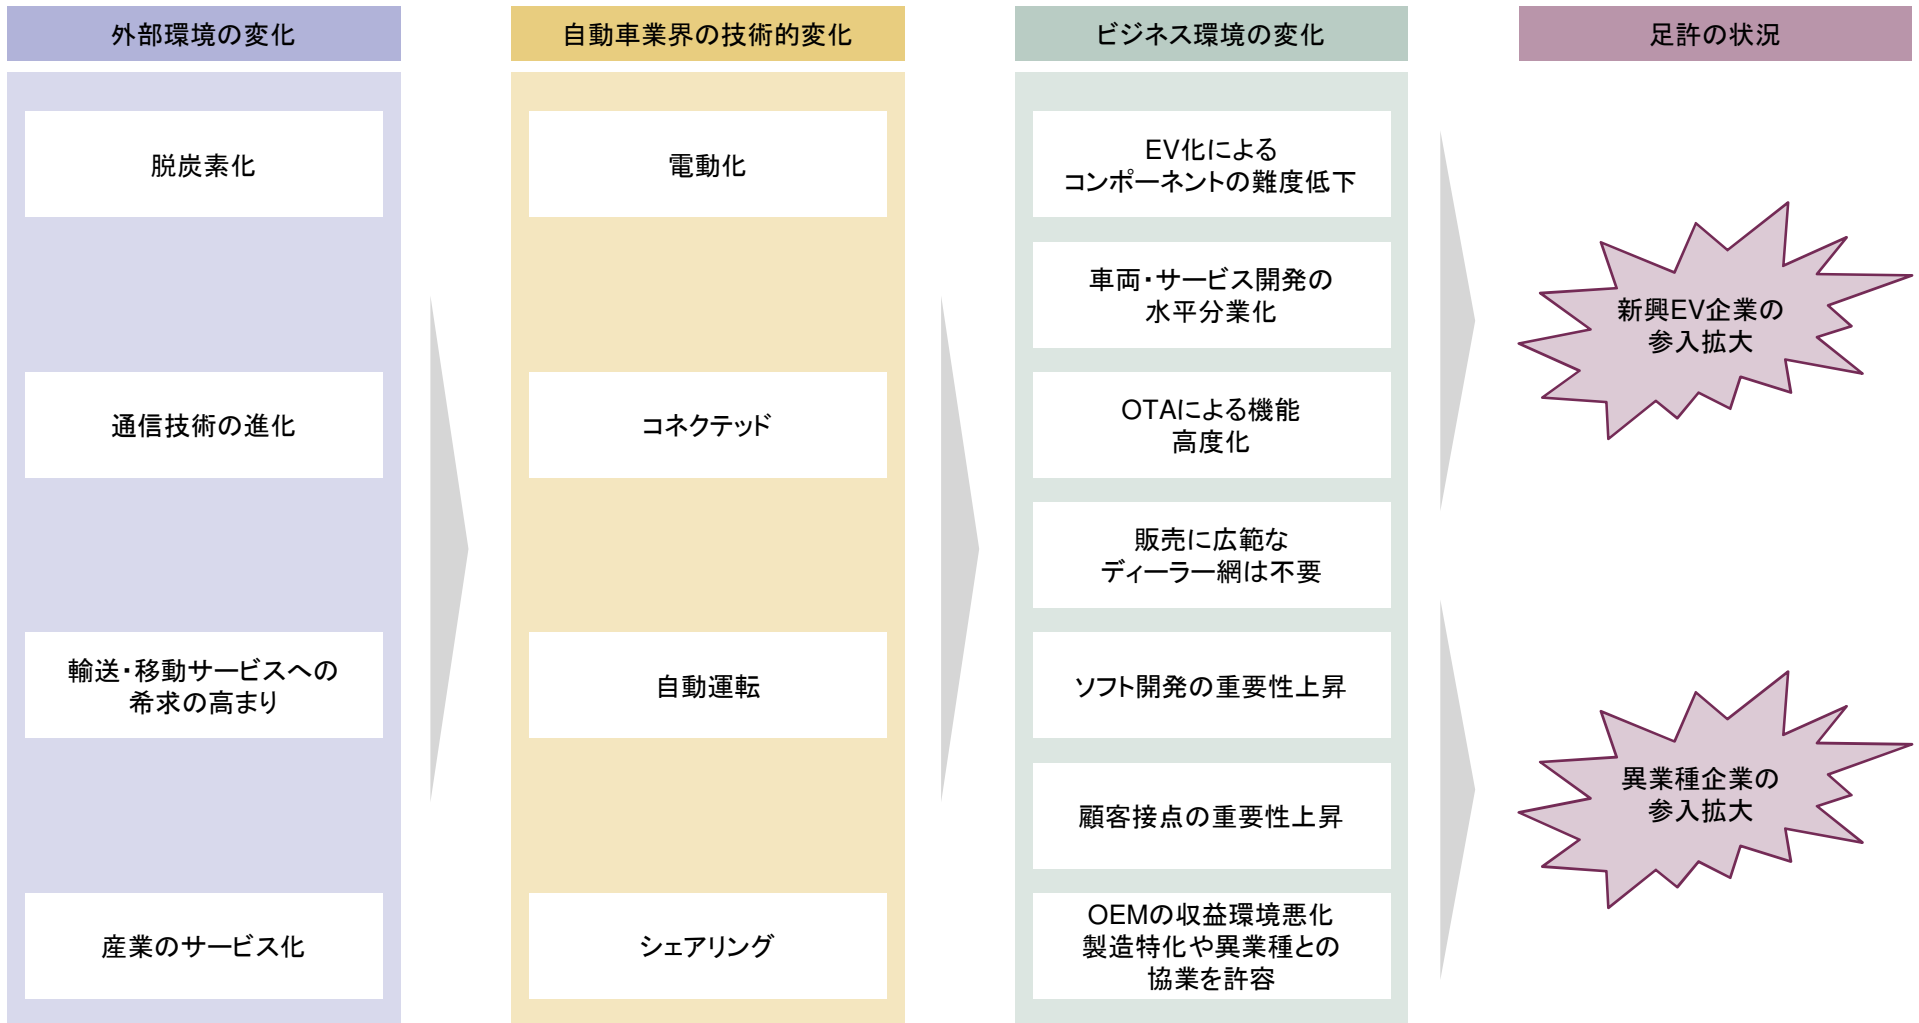 外部環境の変化
脱炭素化
通信技術の進化
輸送・移動サービスへの
希求の高まり
産業のサービス化
自動車業界の技術的変化
電動化
コネクテッド
自動運転
シェアリング
ビジネス環境の変化
EV化による
コンポーネントの難度低下
車両・サービス開発の
水平分業化
OTAによる機能
高度化
販売に広範な
ディーラー網は不要
ソフト開発の重要性上昇
顧客接点の重要性上昇
OEMの収益環境悪化
製造特化や異業種との
協業を許容
足許の状況
新興EV企業の
参入拡大
異業種企業の
参入拡大